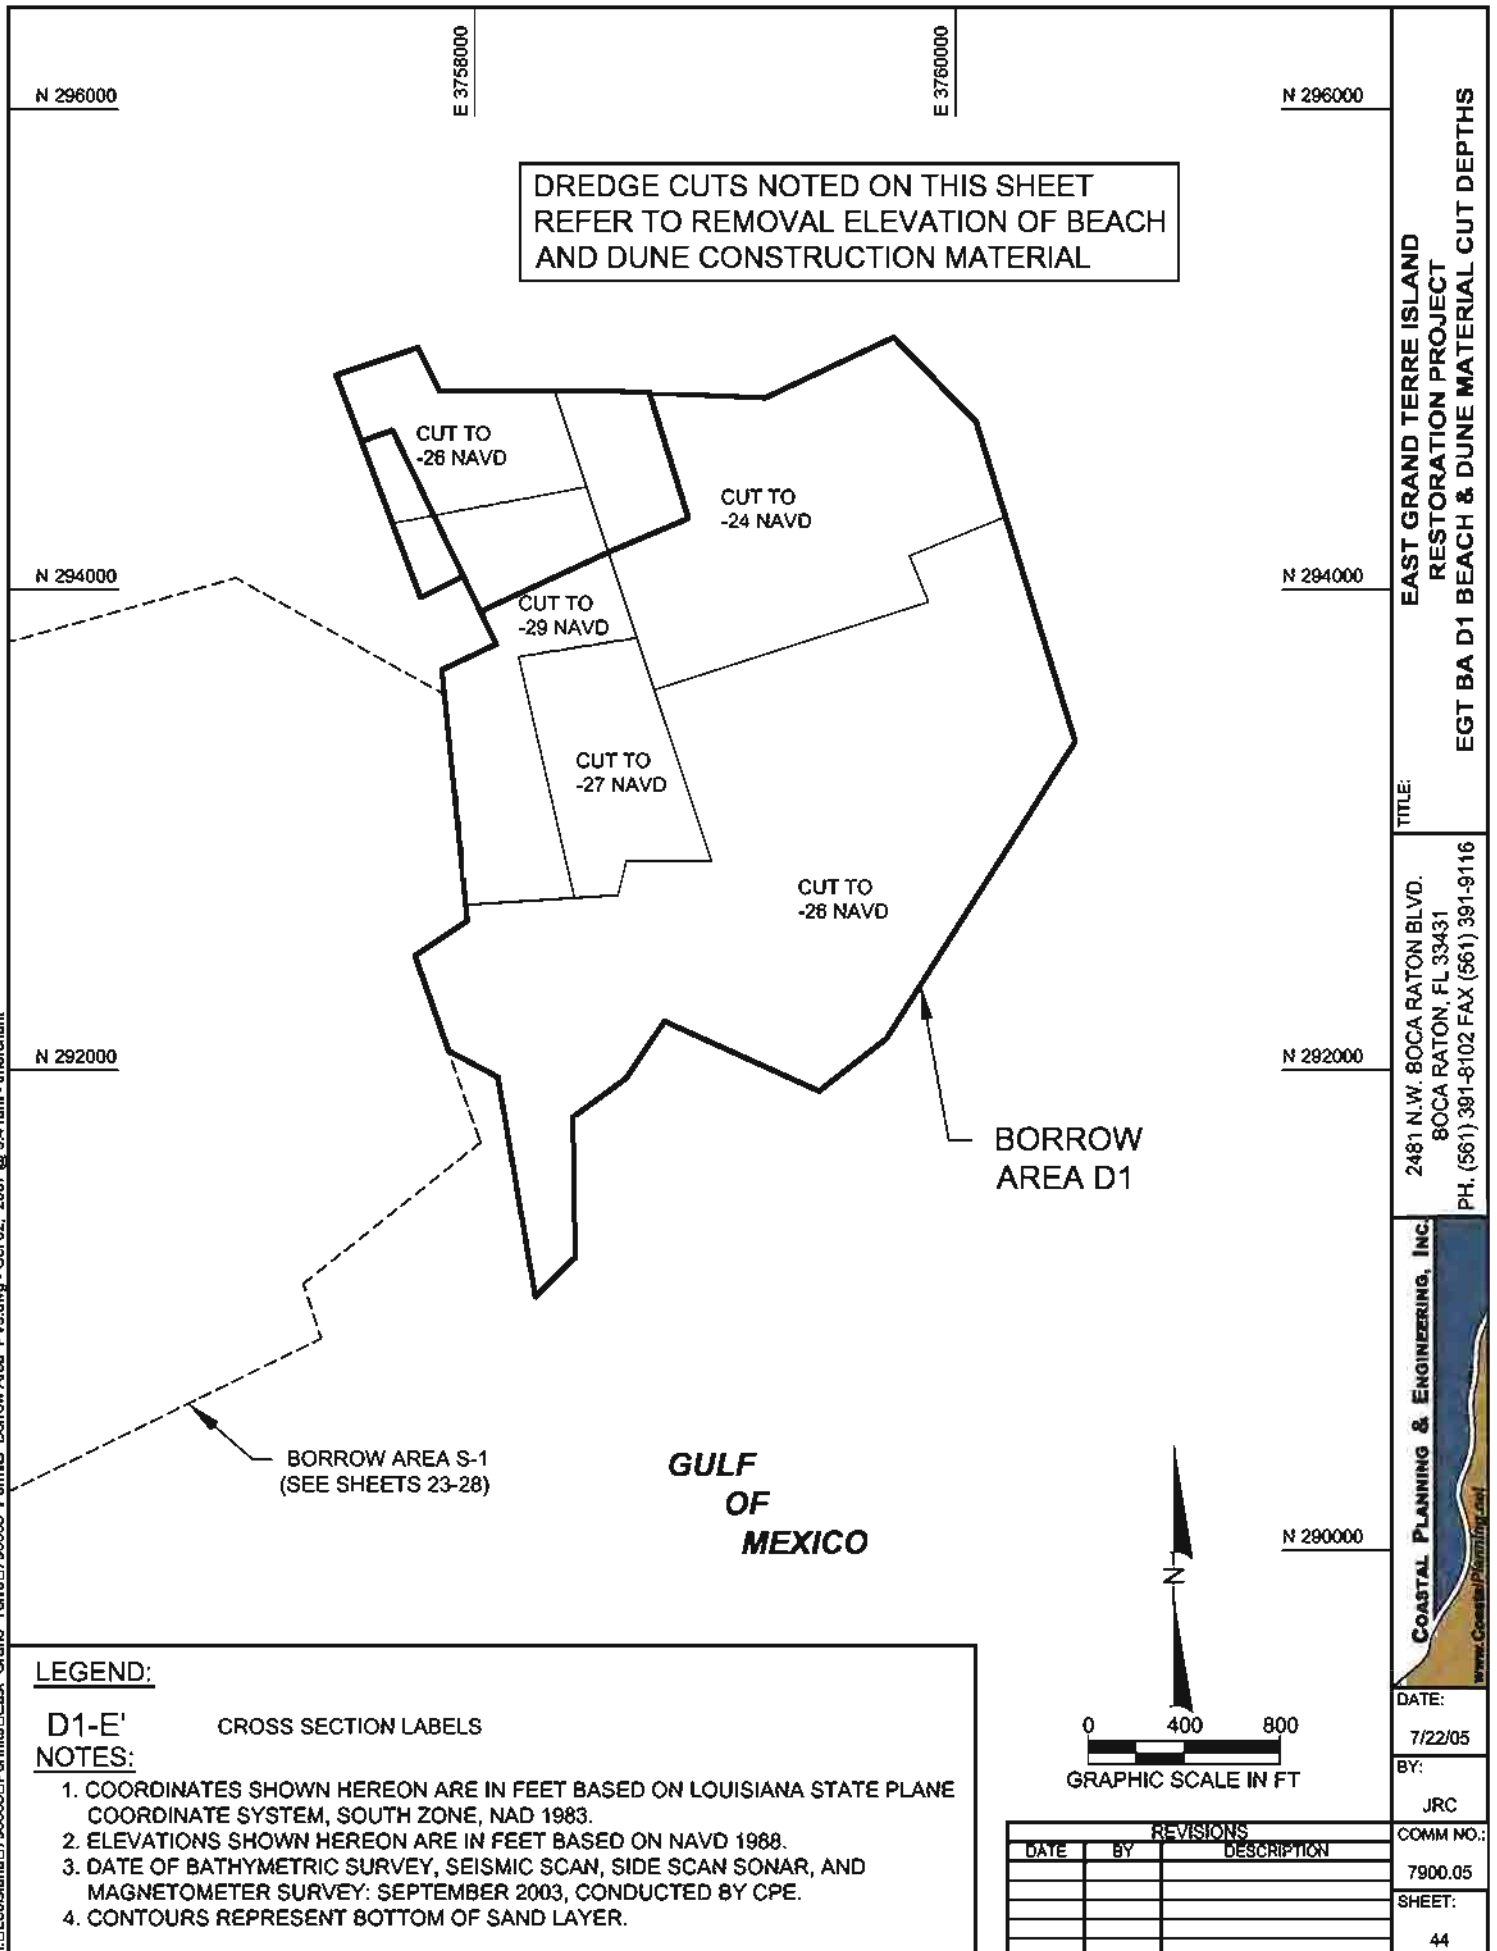 E 3758000
E 3760000
N 296000
N 296000
DREDGE CUTS NOTED ON THIS SHEET
REFER TO REMOVAL ELEVATION OF BEACH
AND DUNE CONSTRUCTION MATERIAL
CUT TO
-26 NAVD
CUT TO
-24 NAVD
N 294000
N 294000
CUT TO
-29 NAVD
CUT TO
-27 NAVD
CUT TO
-26 NAVD
N 292000
N 292000
BORROW
AREA D1
BORROW AREA S-1
(SEE SHEETS 23-28)
GULF
OF
MEXICO
N 290000
N
0 400 800
GRAPHIC SCALE IN FT
LEGEND:
D1-E' CROSS SECTION LABELS
NOTES:
1. COORDINATES SHOWN HEREON ARE IN FEET BASED ON LOUISIANA STATE PLANE
COORDINATE SYSTEM, SOUTH ZONE, NAD 1983.
2. ELEVATIONS SHOWN HEREON ARE IN FEET BASED ON NAVD 1988.
3. DATE OF BATHYMETRIC SURVEY, SEISMIC SCAN, SIDE SCAN SONAR, AND
MAGNETOMETER SURVEY: SEPTEMBER 2003, CONDUCTED BY CPE.
4. CONTOURS REPRESENT BOTTOM OF SAND LAYER.
REVISIONS
DATE BY DESCRIPTION
TITLE:
EAST GRAND TERRE ISLAND
RESTORATION PROJECT
EGT BA D1 BEACH & DUNE MATERIAL CUT DEPTHS
2481 N.W. BOCA RATON BLVD.
BOCA RATON, FL 33431
PH. (561) 391-8102 FAX (561) 391-9116
COASTAL PLANNING & ENGINEERING, INC.
www.CoastalPlanning.net
DATE:
7/22/05
BY:
JRC
COMM NO.:
7900.05
SHEET:
44